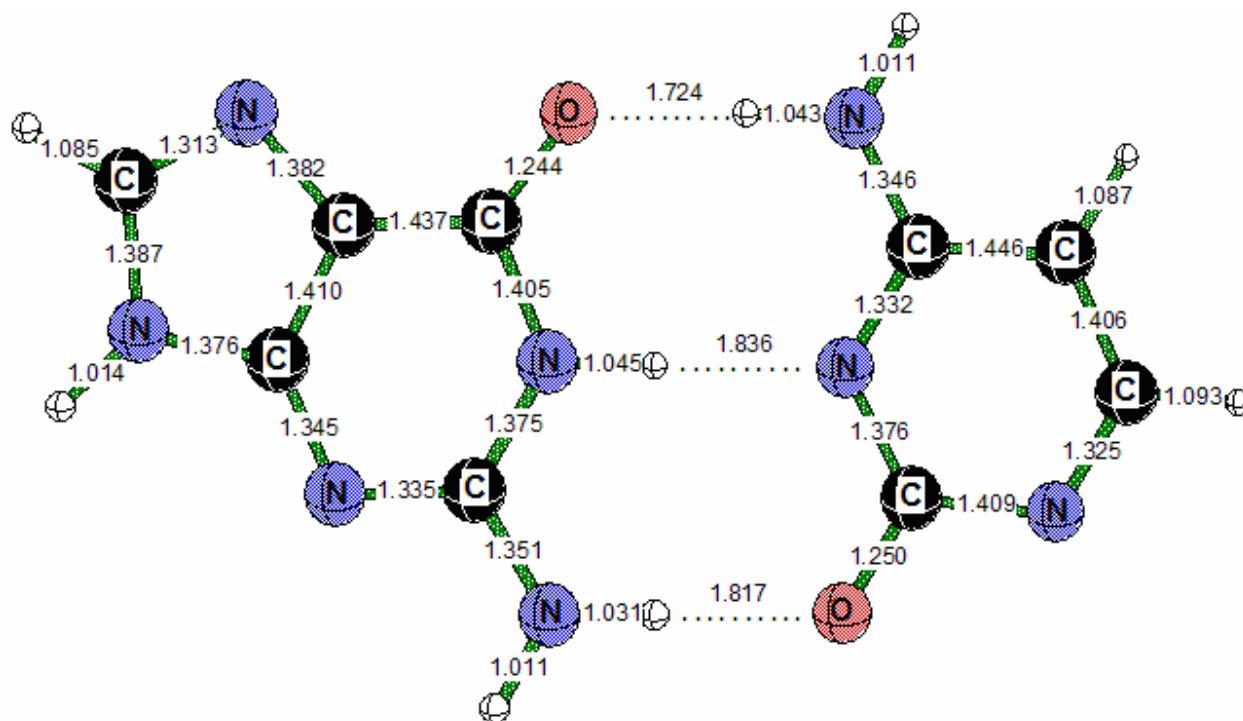 1.011
N O 1.724 1.043 N
1.085 1.313
C 1.382 1.244 1.346 1.087
C 1.437 C C 1.446 C
1.387
1.410 1.405 1.332 1.406
N 1.376 C N 1.045 1.836 N C 1.093
1.014
1.345 1.375 1.376 1.325
N 1.335 C C 1.409 N
1.351 1.250
N 1.031 1.817 O
1.011